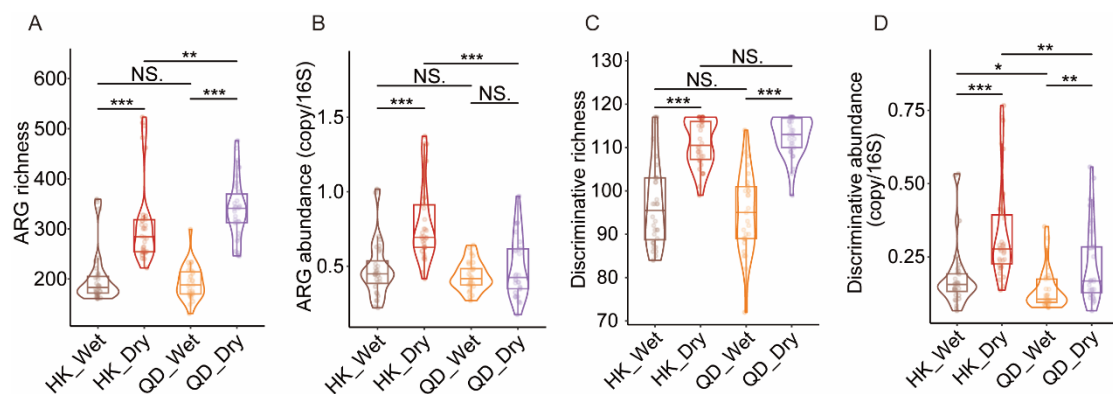 A
ARG richness
600
500
400
300
200
**
NS.
***
***
HK_Wet
HK_Dry
QD_Wet
QD_Dry
B
ARG abundance (copy/16S)
1.5
1.0
0.5
***
NS.
***
NS.
HK_Wet
HK_Dry
QD_Wet
QD_Dry
C
Discriminative richness
130
120
110
100
90
80
70
NS.
NS.
***
***
HK_Wet
HK_Dry
QD_Wet
QD_Dry
D
Discriminative abundance
(copy/16S)
0.75
0.50
0.25
**
*
***
**
HK_Wet
HK_Dry
QD_Wet
QD_Dry